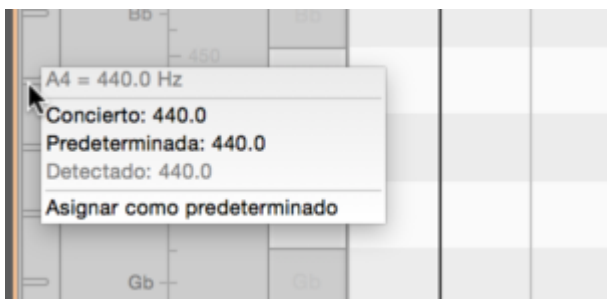 Bb Bb
450
A4 = 440.0 Hz
Concierto: 440.0
Predeterminada: 440.0
Detectado: 440.0
Asignar como predeterminado
Gb Gb